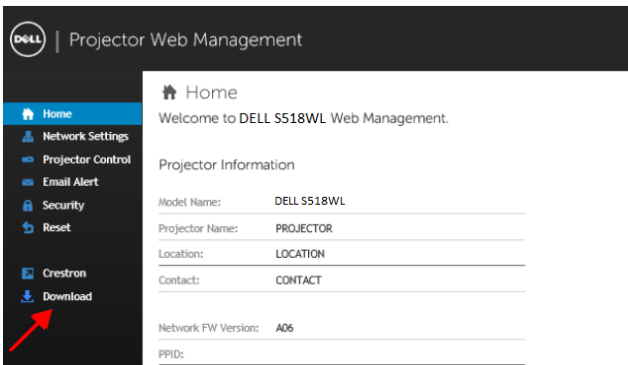 DELL | Projector Web Management
Home
Welcome to DELL S518WL Web Management.
Home
Network Settings
Projector Control
Email Alert
Security
Reset
Crestron
Download
Projector Information
Model Name: DELL S518WL
Projector Name: PROJECTOR
Location: LOCATION
Contact: CONTACT
Network FW Version: A06
PPID: